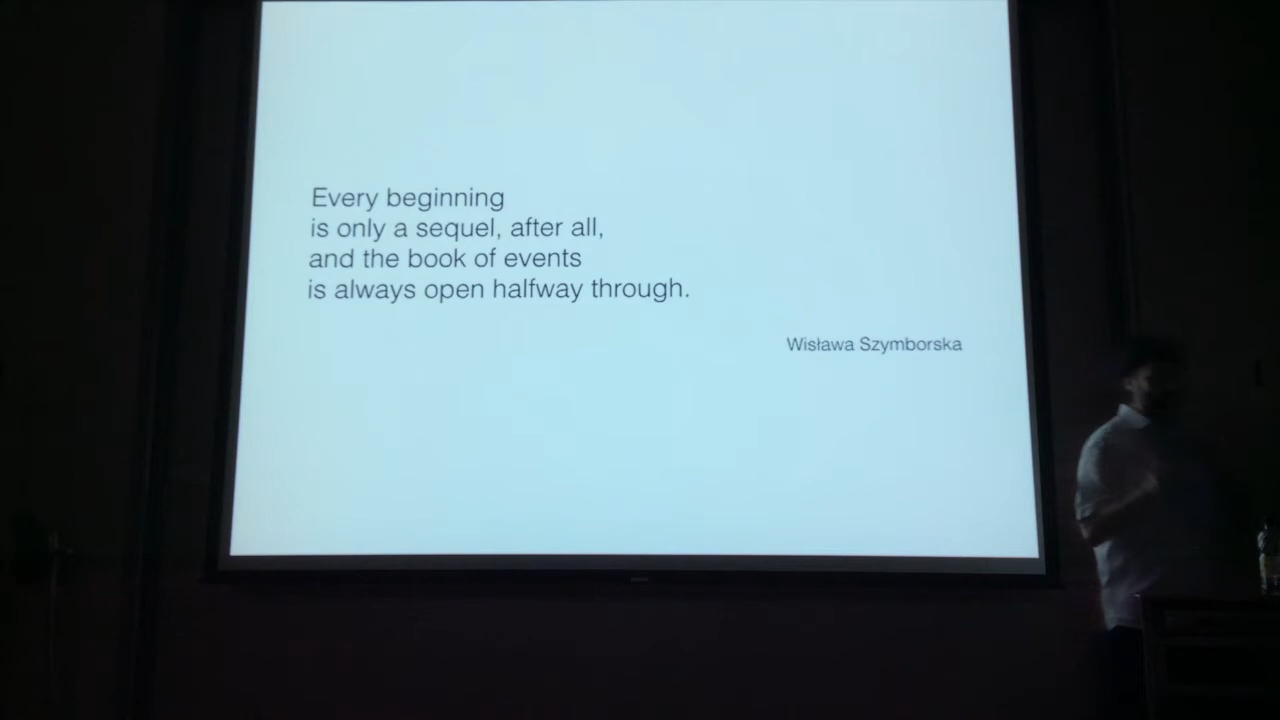 Every beginning
is only a sequel, after all,
and the book of events
is always open halfway through.
Wisława Szymborska